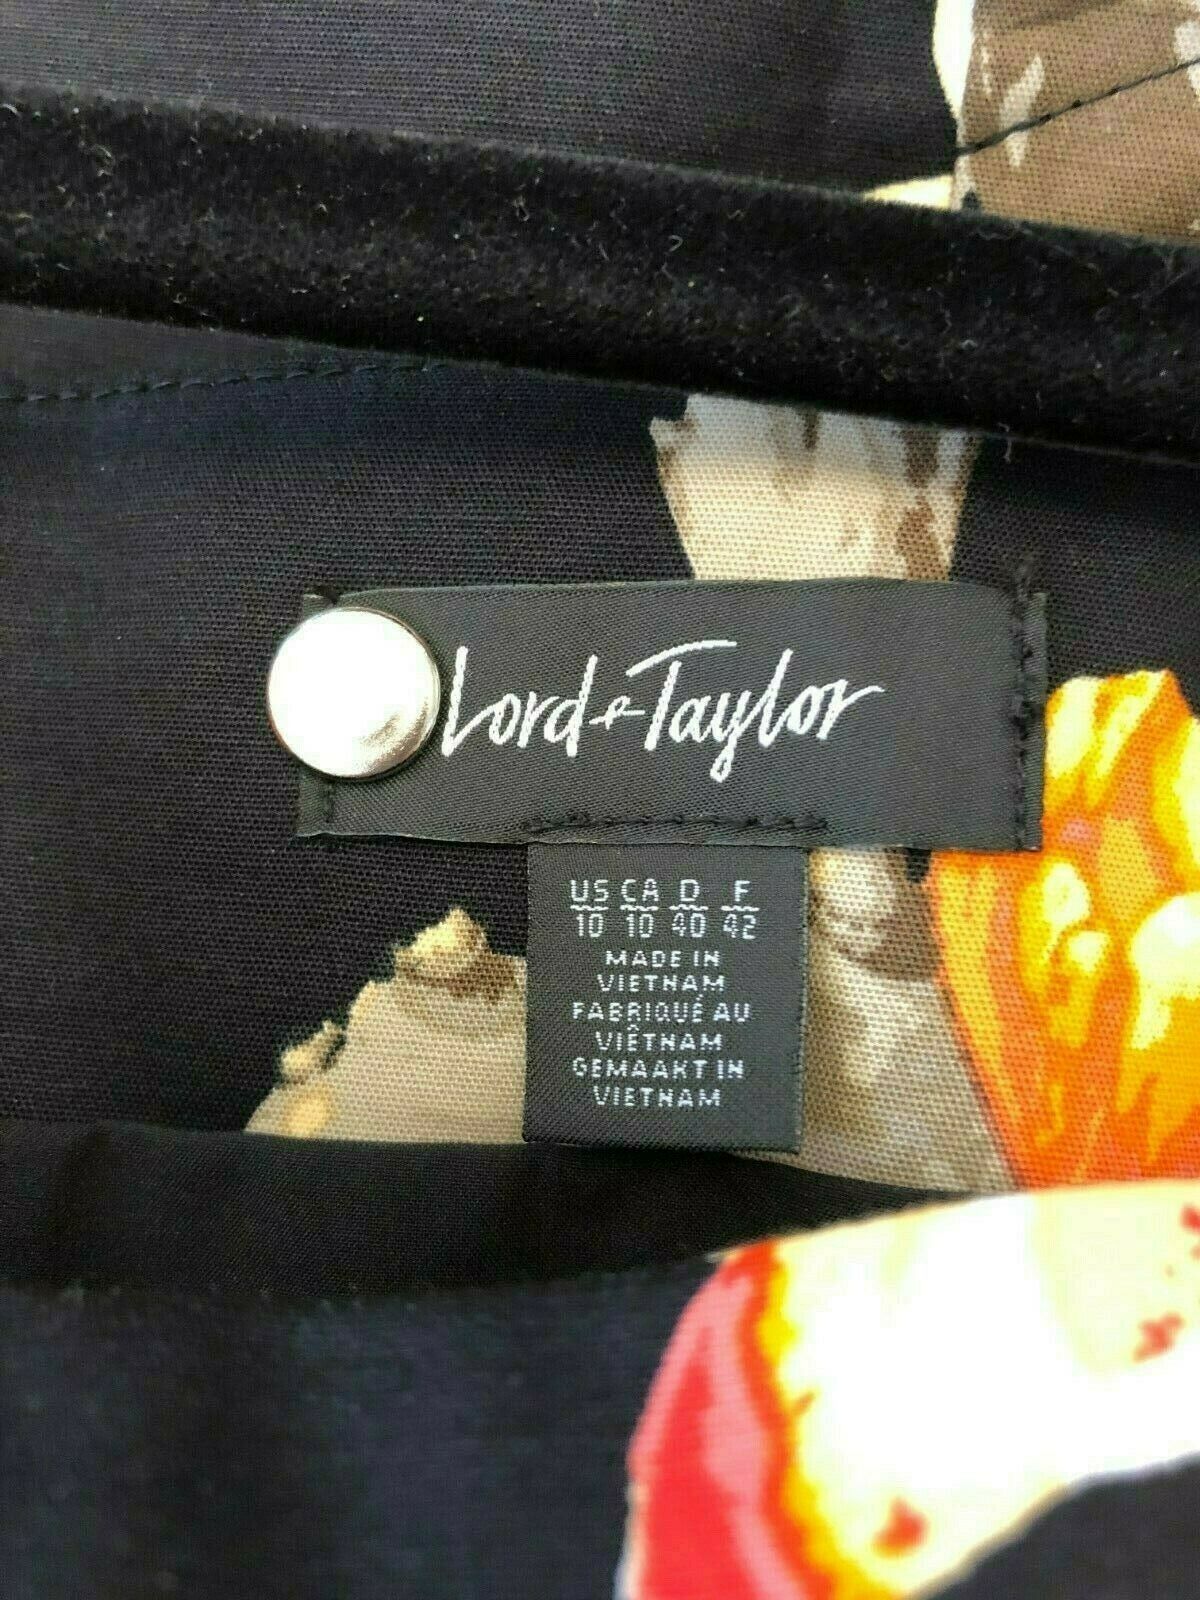 Lord & Taylor
US CA D F
10 10 40 42
MADE IN
VIETNAM
FABRIQUÉ AU
VIÊTNAM
GEMAAKT IN
VIETNAM